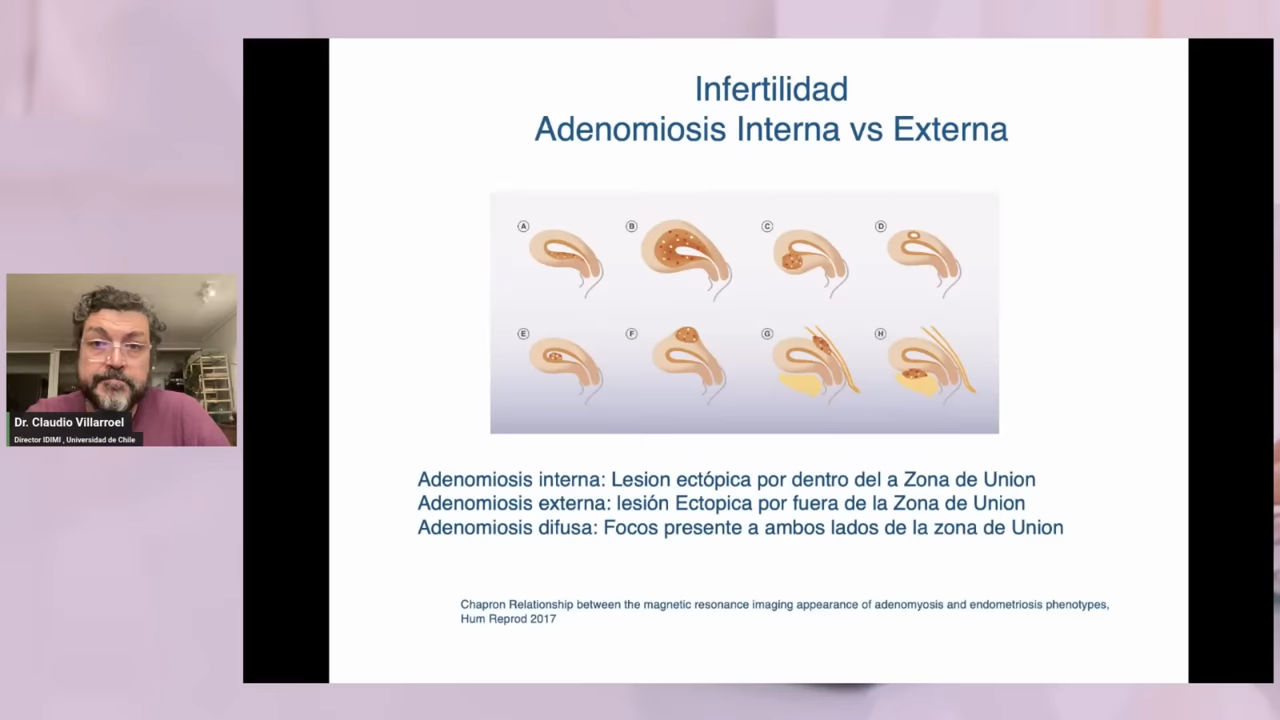 Infertilidad
Adenomiosis Interna vs Externa
A
B
C
D
E
F
G
H
Adenomiosis interna: Lesion ectópica por dentro del a Zona de Union
Adenomiosis externa: lesión Ectopica por fuera de la Zona de Union
Adenomiosis difusa: Focos presente a ambos lados de la zona de Union
Chapron Relationship between the magnetic resonance imaging appearance of adenomyosis and endometriosis phenotypes,
Hum Reprod 2017
Dr. Claudio Villarroel
Director IDIMI , Universidad de Chile